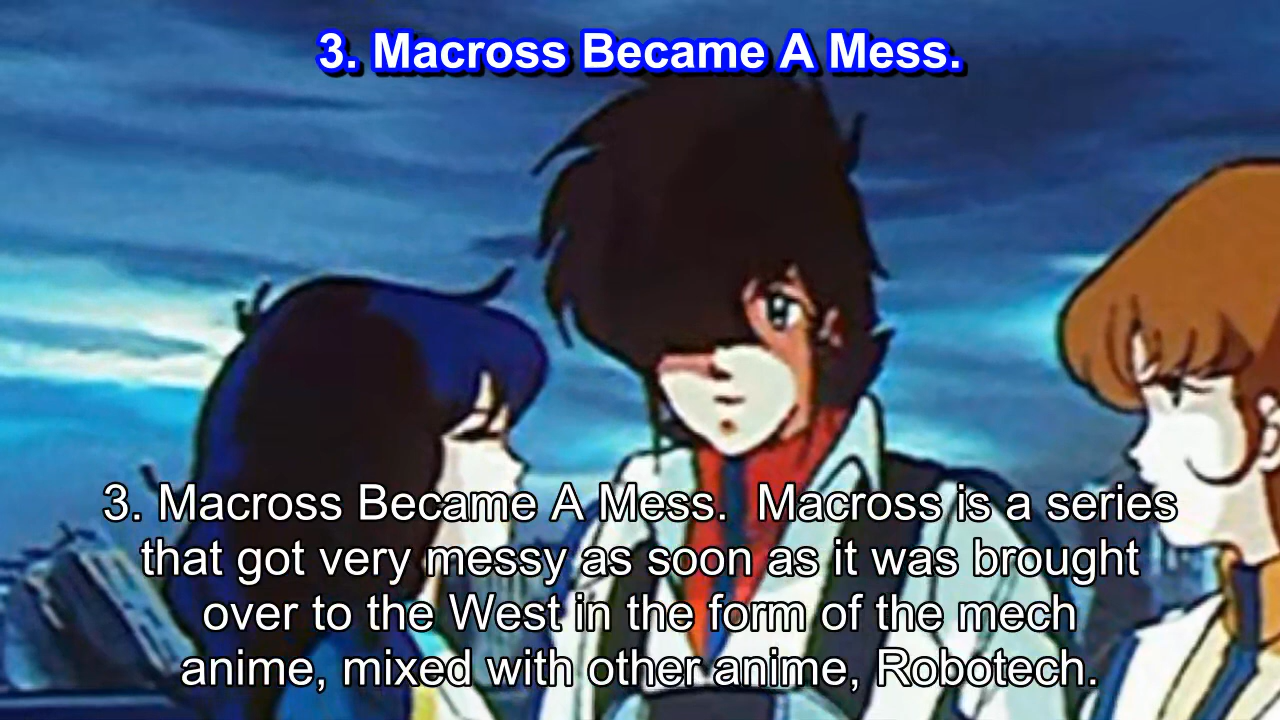 3. Macross Became A Mess.
3. Macross Became A Mess.  Macross is a series
that got very messy as soon as it was brought
over to the West in the form of the mech
anime, mixed with other anime, Robotech.